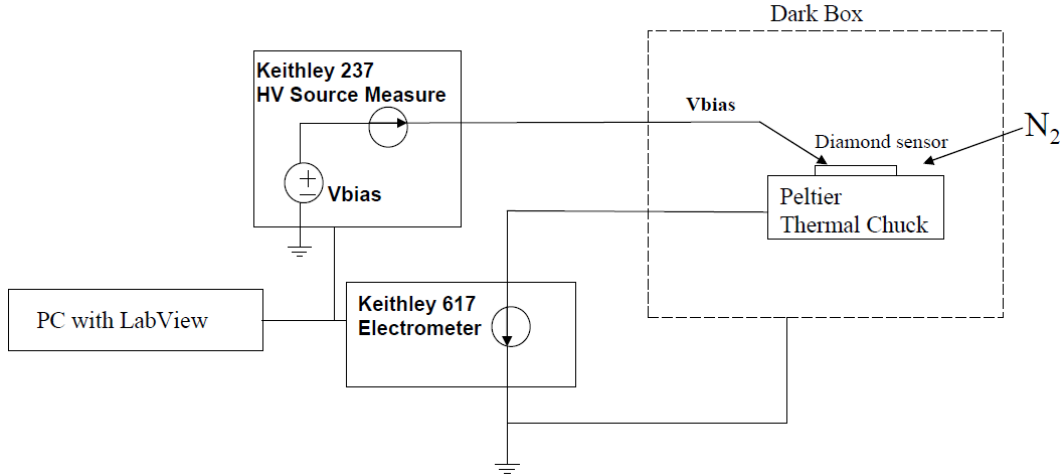 Dark Box
Keithley 237
HV Source Measure
Vbias
Vbias
Diamond sensor
N2
Peltier
Thermal Chuck
Keithley 617
Electrometer
PC with LabView